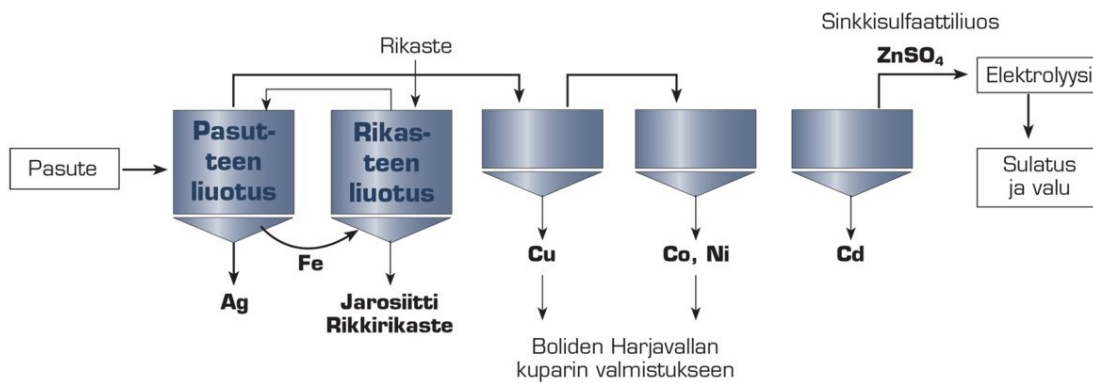 Sinkkisulfaattiliuos
ZnSO₄
Rikaste
Elektrolyysi
Pasut-
teen
liuotus
Rikas-
teen
liuotus
Pasute
Sulatus
ja valu
Fe
Cu
Co, Ni
Cd
Ag
Jarosiitti
Rikkirikaste
Boliden Harjavallan
kuparin valmistukseen